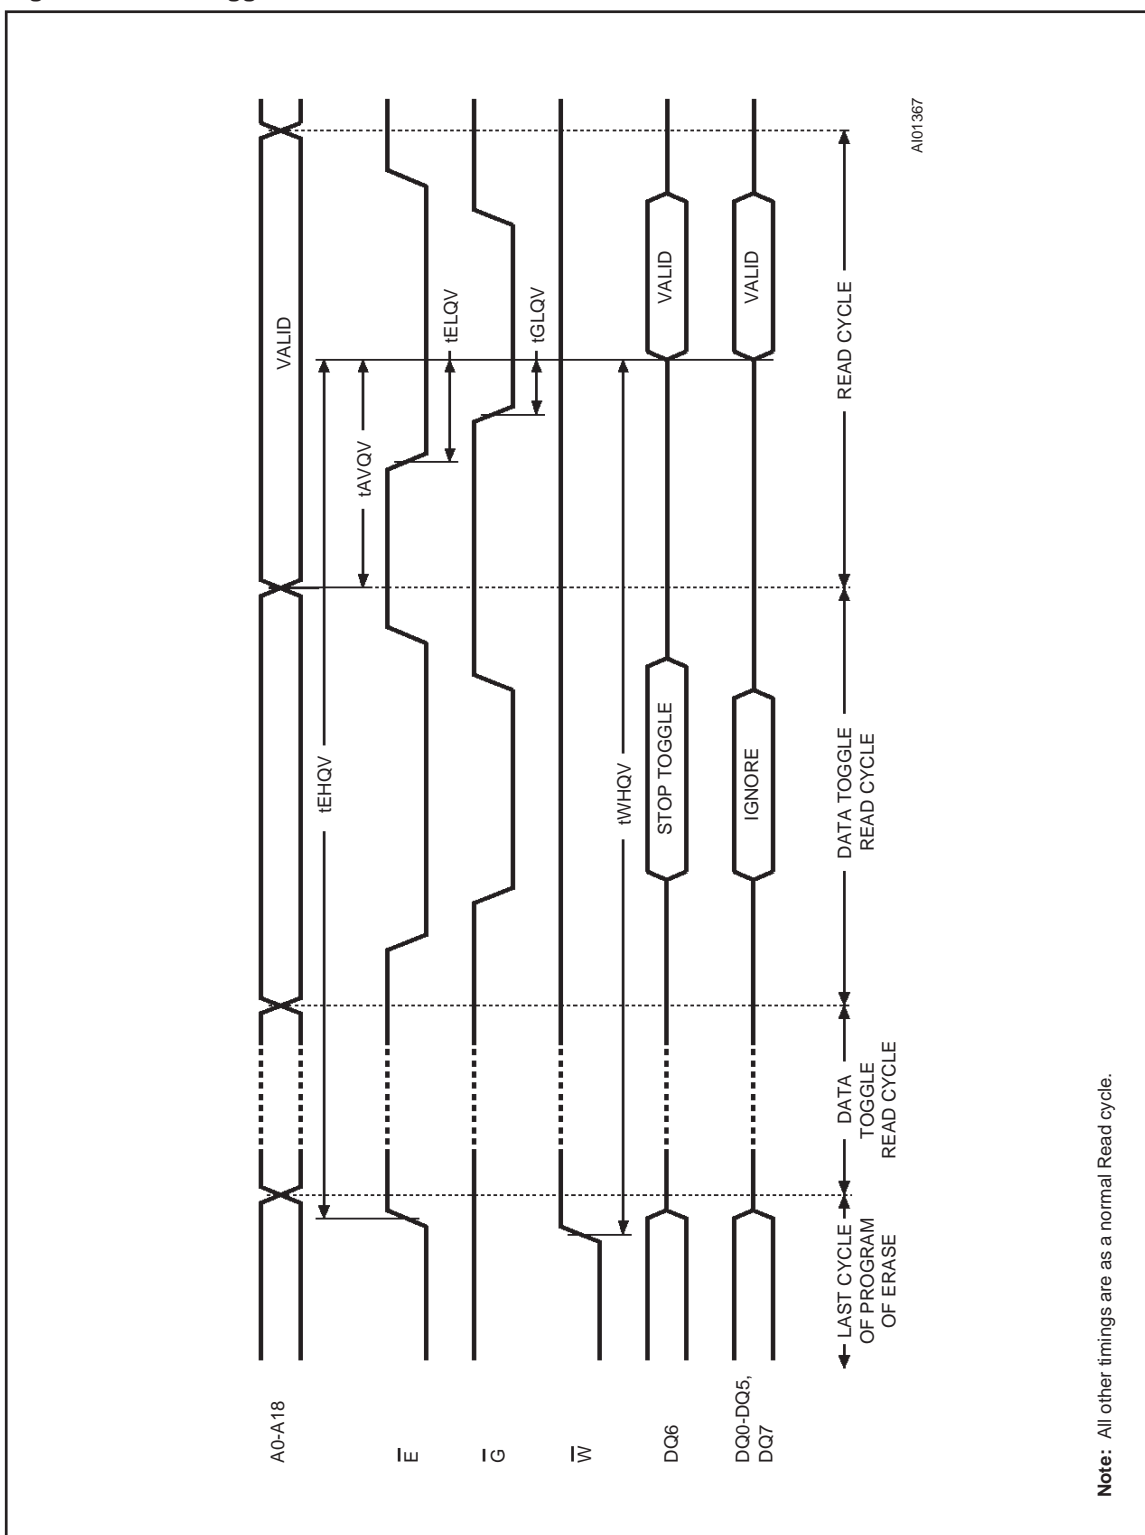 A0-A18
E
G
W
DQ6
DQ0-DQ5,
DQ7
VALID
tEHQV
tAVQV
tELQV
tGLQV
tWHQV
STOP TOGGLE
VALID
IGNORE
VALID
LAST CYCLE
OF PROGRAM
OF ERASE
DATA
TOGGLE
READ CYCLE
DATA TOGGLE
READ CYCLE
READ CYCLE
AI01367
Note: All other timings are as a normal Read cycle.